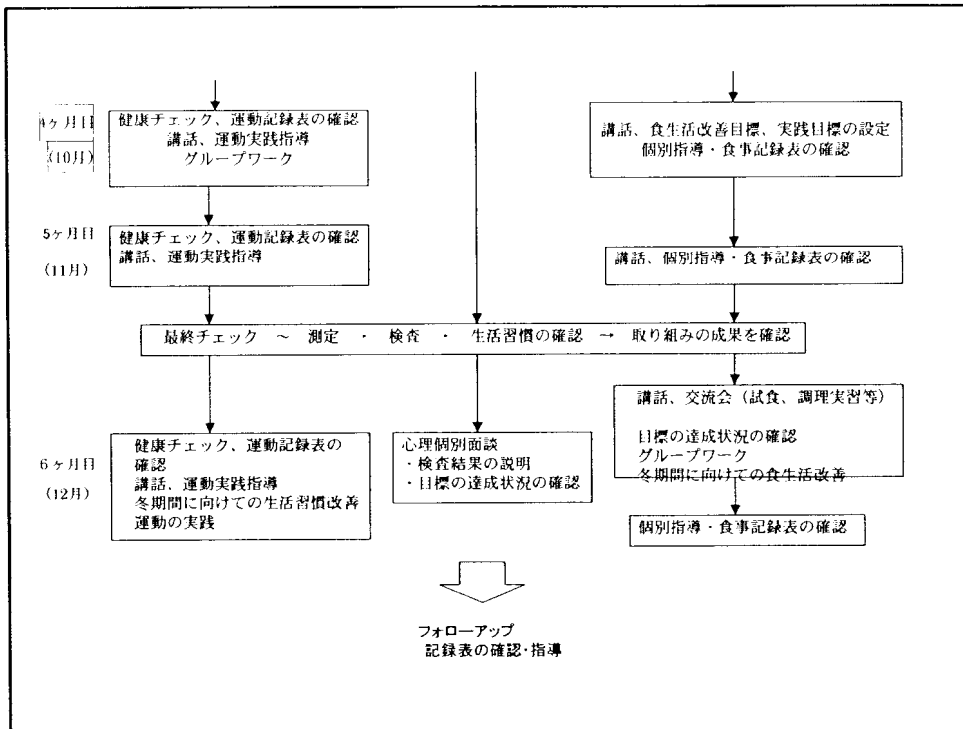 4ヶ月目
(10月)
健康チェック、運動記録表の確認
講話、運動実践指導
グループワーク
講話、食生活改善目標、実践目標の設定
個別指導・食事記録表の確認
5ヶ月目
(11月)
健康チェック、運動記録表の確認
講話、運動実践指導
講話、個別指導・食事記録表の確認
最終チェック ～ 測定 ・ 検査 ・ 生活習慣の確認 → 取り組みの成果を確認
6ヶ月目
(12月)
健康チェック、運動記録表の
確認
講話、運動実践指導
冬期間に向けての生活習慣改善
運動の実践
心理個別面談
・検査結果の説明
・目標の達成状況の確認
講話、交流会（試食、調理実習等）
目標の達成状況の確認
グループワーク
冬期間に向けての食生活改善
個別指導・食事記録表の確認
フォローアップ
記録表の確認・指導